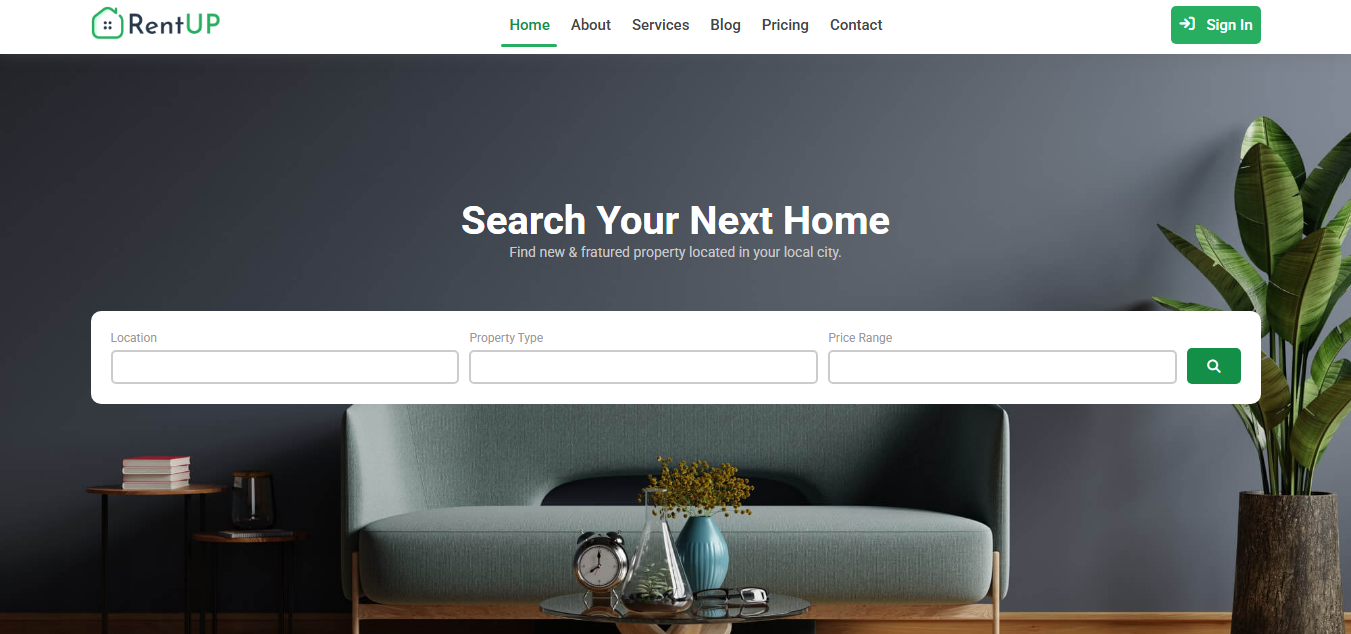 RentUP
Home About Services Blog Pricing Contact
Sign In
Search Your Next Home
Find new & fratured property located in your local city.
Location Property Type Price Range